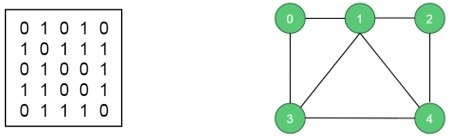 0 1 0 1 0
1 0 1 1 1
0 1 0 0 1
1 1 0 0 1
0 1 1 1 0
0 1 2
3 4